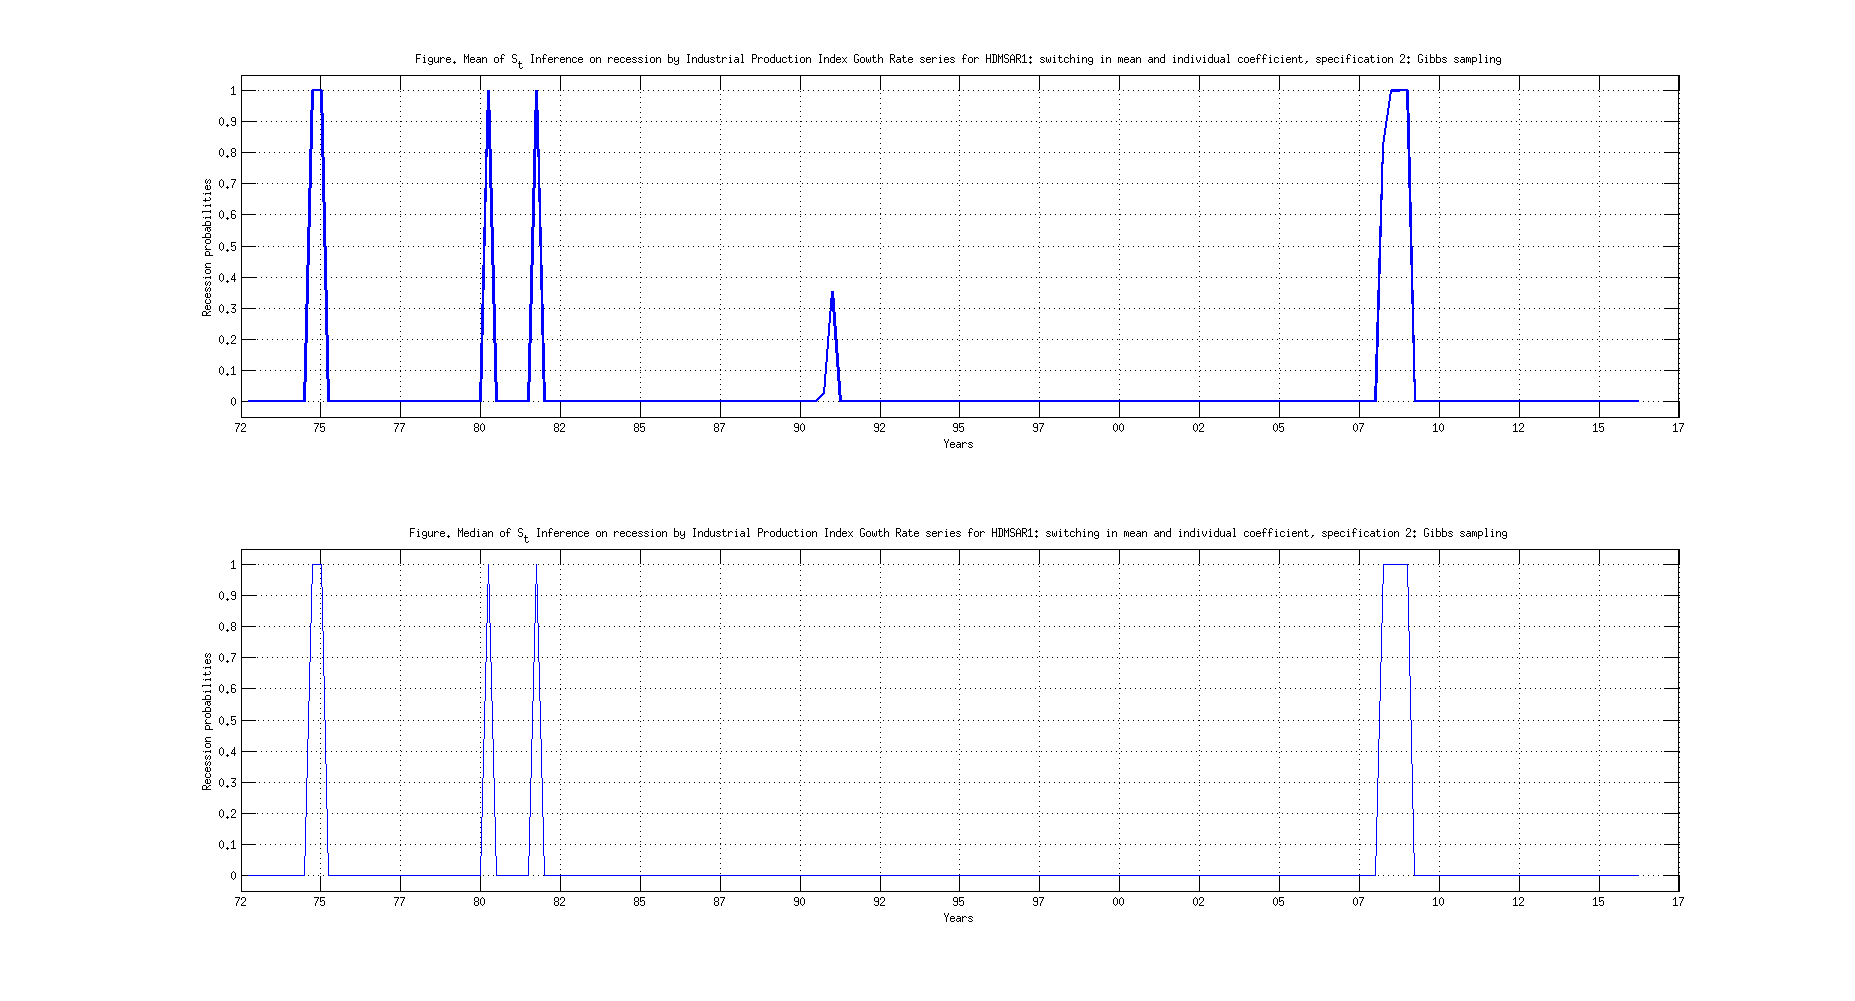 Figure. Mean of St Inference on recession by Industrial Production Index Gowth Rate series for HDMSAR1: switching in mean and individual coefficient, specification 2: Gibbs sampling
1
0.9
0.8
0.7
0.6
0.5
0.4
0.3
0.2
0.1
0
Recession probabilities
72 75 77 80 82 85 87 90 92 95 97 00 02 05 07 10 12 15 17
Years
Figure. Median of St Inference on recession by Industrial Production Index Gowth Rate series for HDMSAR1: switching in mean and individual coefficient, specification 2: Gibbs sampling
1
0.9
0.8
0.7
0.6
0.5
0.4
0.3
0.2
0.1
0
Recession probabilities
72 75 77 80 82 85 87 90 92 95 97 00 02 05 07 10 12 15 17
Years